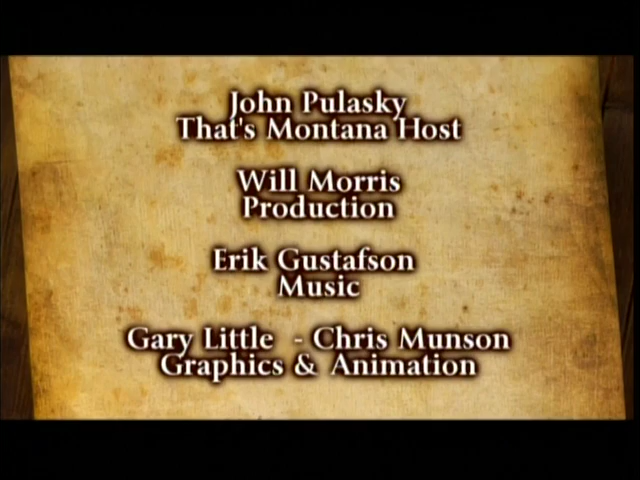 John Pulasky
That's Montana Host
Will Morris
Production
Erik Gustafson
Music
Gary Little - Chris Munson
Graphics & Animation